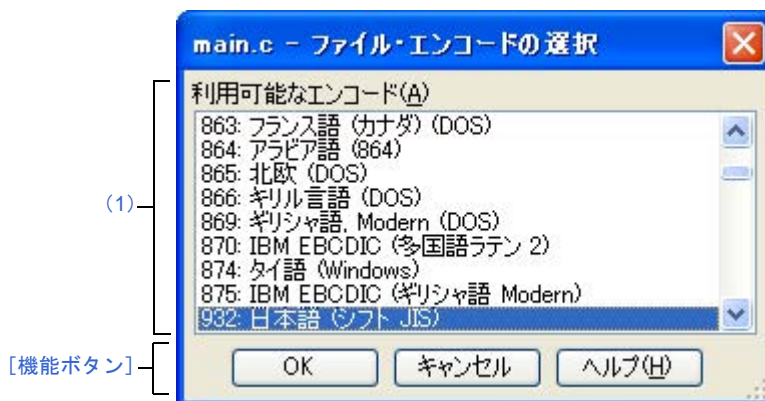 main.c - ファイル・エンコードの選択
利用可能なエンコード(A)
863: フランス語 (カナダ) (DOS)
864: アラビア語 (864)
865: 北欧 (DOS)
866: キリル言語 (DOS)
869: ギリシャ語, Modern (DOS)
870: IBM EBCDIC (多国語ラテン 2)
874: タイ語 (Windows)
875: IBM EBCDIC (ギリシャ語 Modern)
932: 日本語 (シフト JIS)
(1)
[機能ボタン]
OK キャンセル ヘルプ(H)